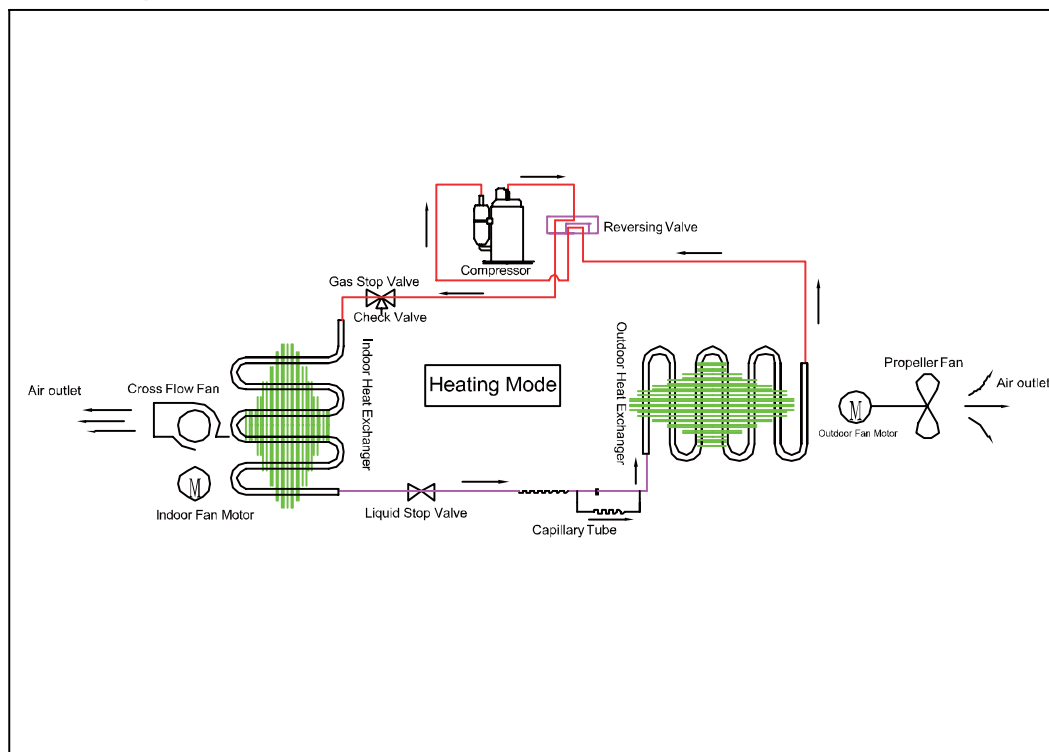 Reversing Valve
Compressor
Gas Stop Valve
Check Valve
Indoor Heat Exchanger
Heating Mode
Outdoor Heat Exchanger
Propeller Fan
Air outlet
Cross Flow Fan
Air outlet
M
Outdoor Fan Motor
M
Indoor Fan Motor
Liquid Stop Valve
Capillary Tube